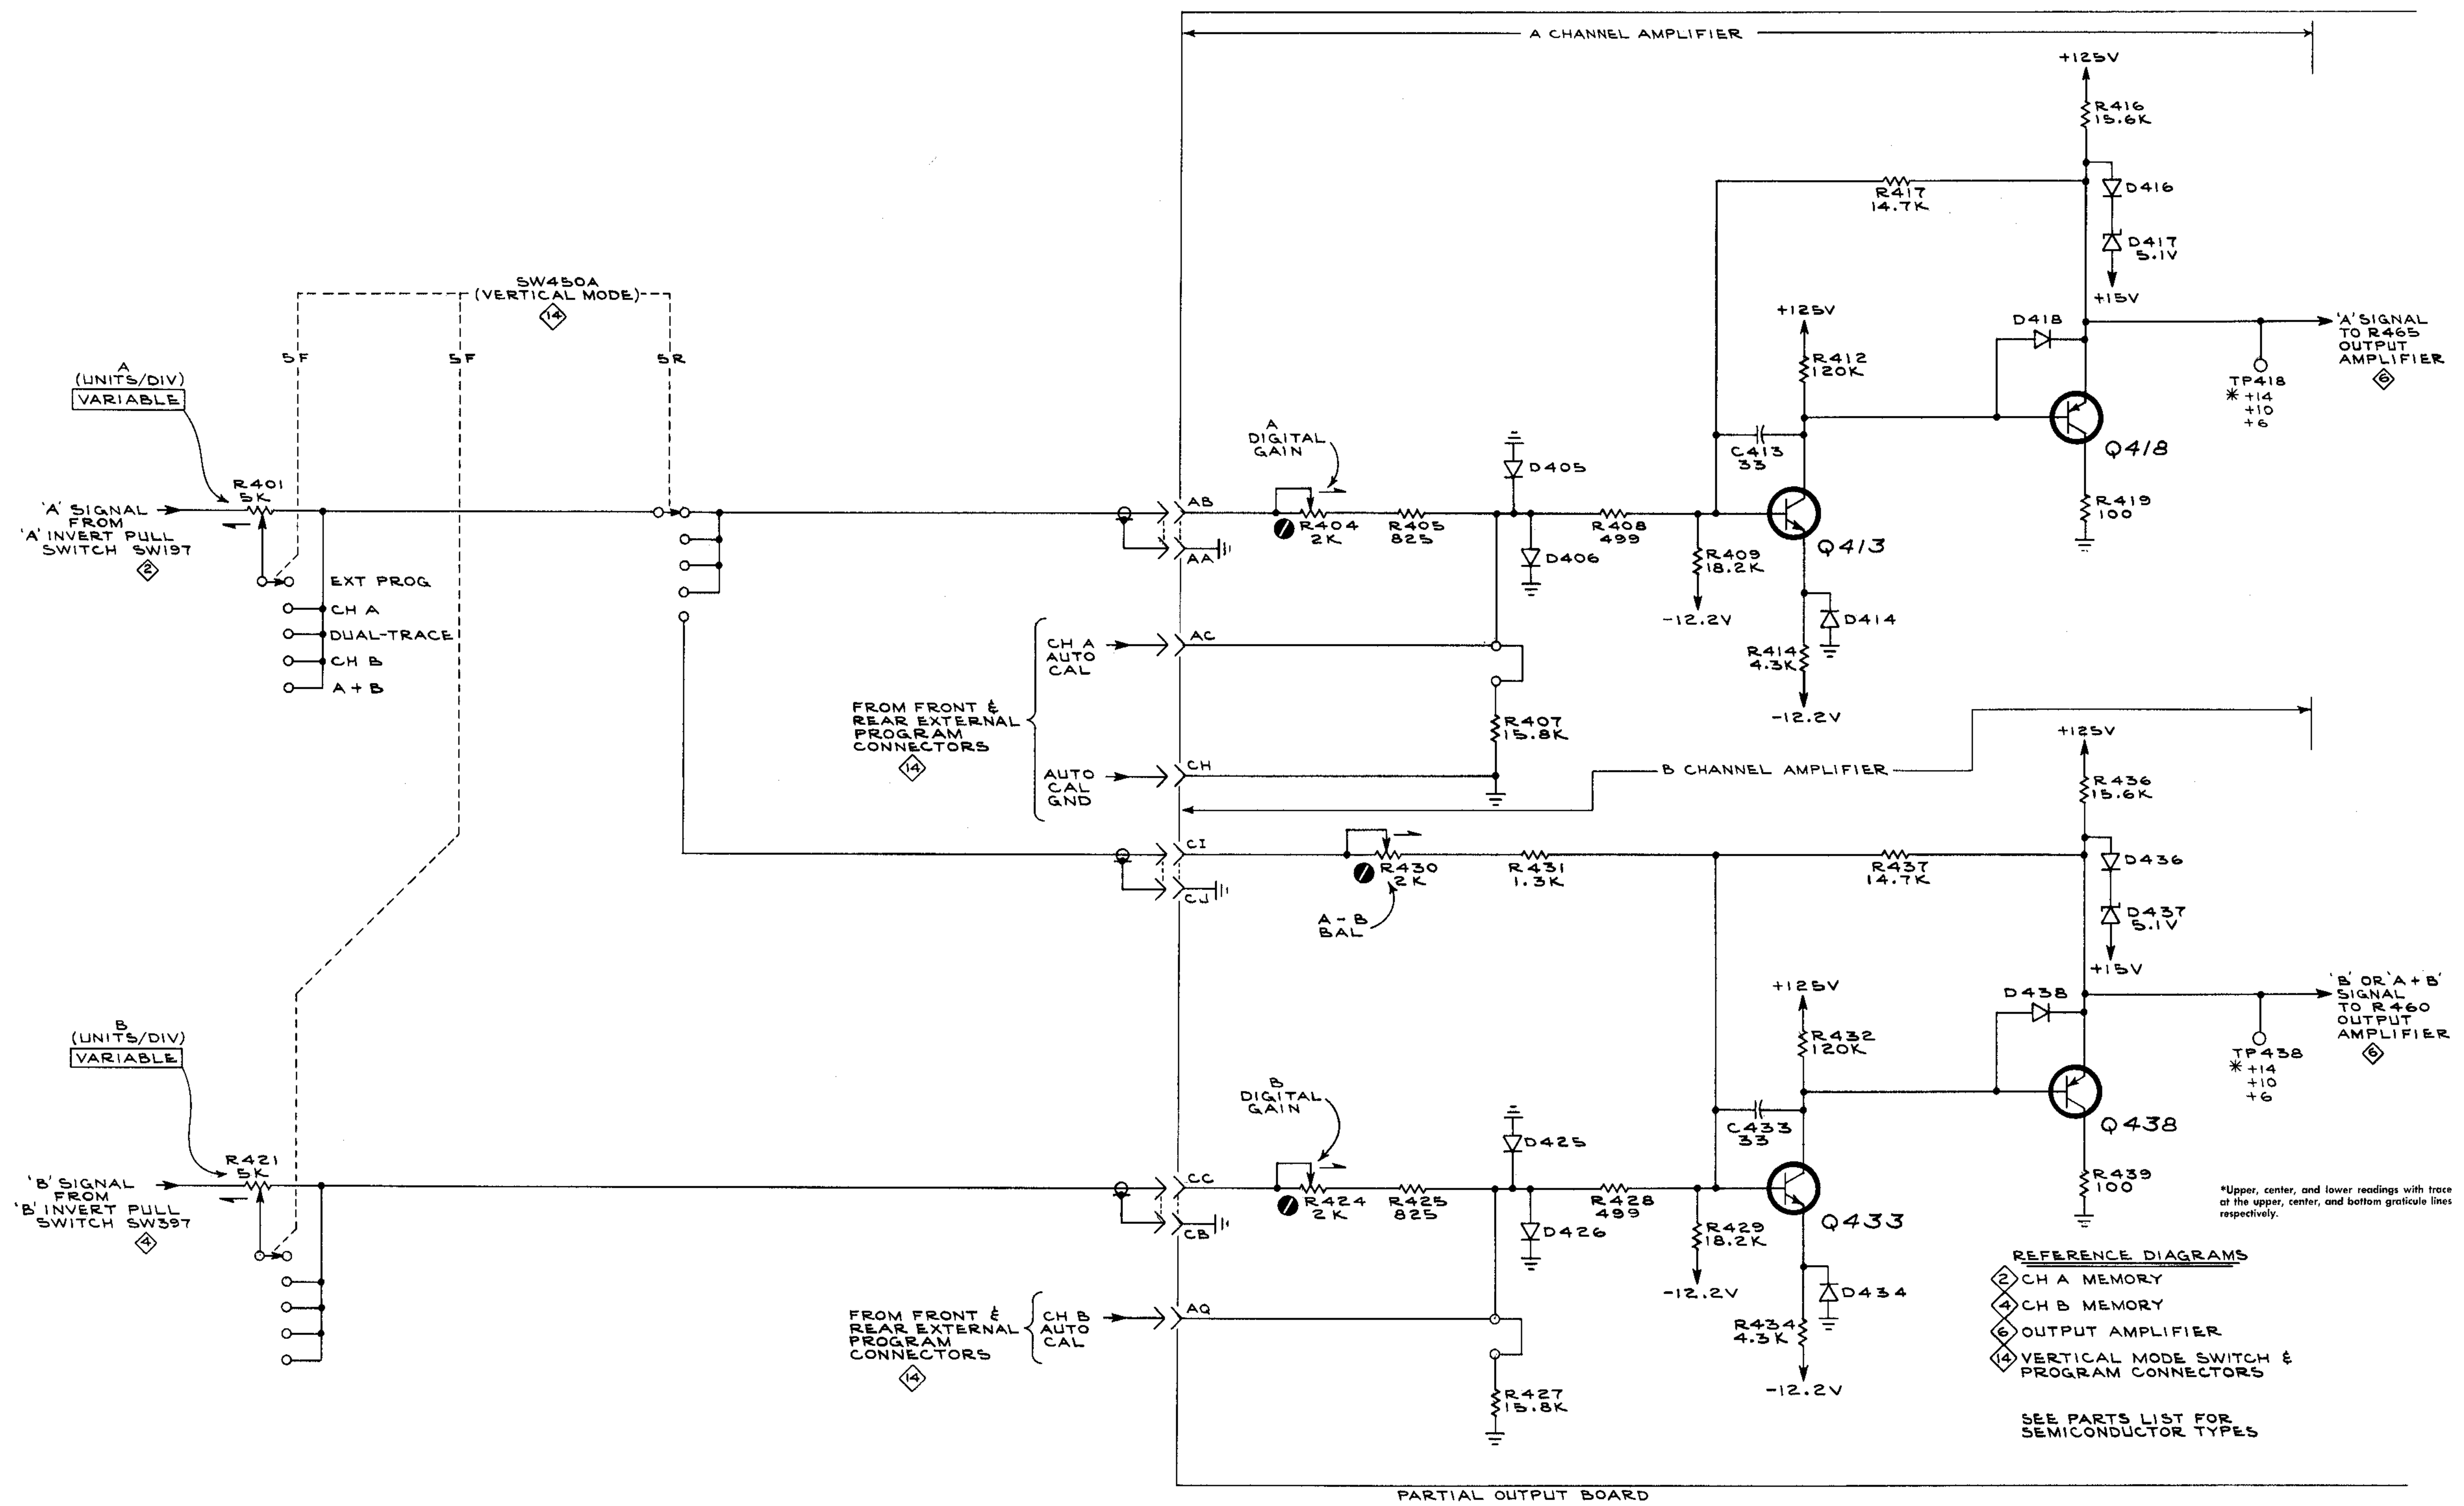 A CHANNEL AMPLIFIER
+125V
R416
15.6K
D416
R417
14.7K
D417
5.1V
+15V
SW450A
(VERTICAL MODE)
14
5F
5F
5R
+125V
R412
120K
D418
'A' SIGNAL
TO R465
OUTPUT
AMPLIFIER
6
TP418
* +14
+10
+6
A
(UNITS/DIV)
VARIABLE
Q418
R419
100
A
DIGITAL
GAIN
D405
C413
33
R401
5K
'A' SIGNAL
FROM
'A' INVERT PULL
SWITCH SW197
2
AB
AA
R404
2K
R405
825
R408
499
D406
R409
18.2K
-12.2V
Q413
D414
R414
4.3K
-12.2V
EXT PROG
CH A
DUAL-TRACE
CH B
A + B
CH A
AUTO
CAL
AC
FROM FRONT &
REAR EXTERNAL
PROGRAM
CONNECTORS
14
R407
15.8K
AUTO
CAL
GND
CH
B CHANNEL AMPLIFIER
+125V
R436
15.6K
CI
CJ
R430
2K
R431
1.3K
R437
14.7K
D436
D437
5.1V
+15V
A - B
BAL
+125V
R432
120K
D438
'B' OR 'A + B'
SIGNAL
TO R460
OUTPUT
AMPLIFIER
6
TP438
* +14
+10
+6
B
(UNITS/DIV)
VARIABLE
B
DIGITAL
GAIN
D425
C433
33
Q438
R439
100
R421
5K
'B' SIGNAL
FROM
'B' INVERT PULL
SWITCH SW397
4
CC
CB
R424
2K
R425
825
R428
499
D426
R429
18.2K
-12.2V
Q433
D434
R434
4.3K
-12.2V
*Upper, center, and lower readings with trace
at the upper, center, and bottom graticule lines
respectively.
FROM FRONT &
REAR EXTERNAL
PROGRAM
CONNECTORS
14
CH B
AUTO
CAL
AQ
R427
15.8K
REFERENCE DIAGRAMS
2 CH A MEMORY
4 CH B MEMORY
6 OUTPUT AMPLIFIER
14 VERTICAL MODE SWITCH &
PROGRAM CONNECTORS
SEE PARTS LIST FOR
SEMICONDUCTOR TYPES
PARTIAL OUTPUT BOARD